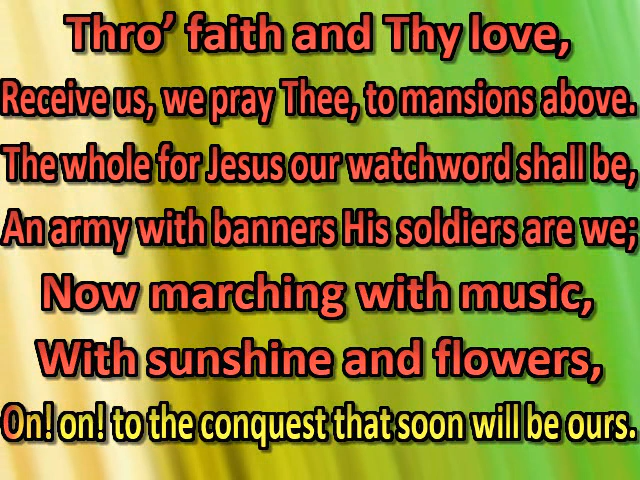 Thro’ faith and Thy love,
Receive us, we pray Thee, to mansions above.
The whole for Jesus our watchword shall be,
An army with banners His soldiers are we;
Now marching with music,
With sunshine and flowers,
On! on! to the conquest that soon will be ours.